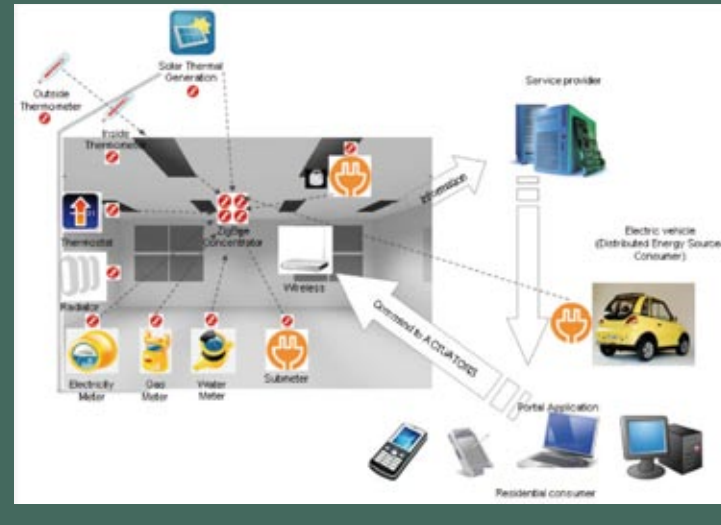 Solar Thermal
Generation
Outside
Thermometer
Inside
Thermometer
Service provider
Information
Thermostat
ZigBee
Concentrator
Electric vehicle
(Distributed Energy Source
Consumer)
Wireless
Radiator
Command to ACTUATORS
Electricity
Meter
Gas
Meter
Water
Meter
Submeter
Portal Application
Residential consumer